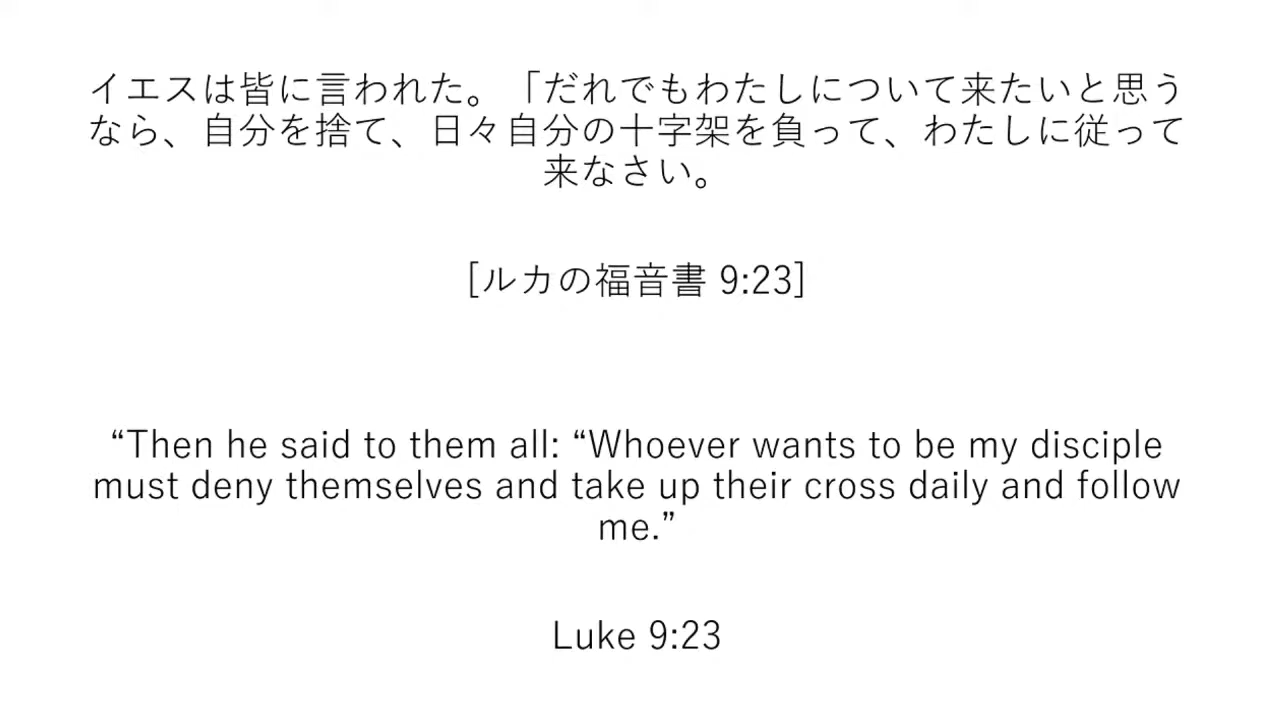 イエスは皆に言われた。「だれでもわたしについて来たいと思う
なら、自分を捨て、日々自分の十字架を負って、わたしに従って
来なさい。
[ルカの福音書 9:23]
“Then he said to them all: “Whoever wants to be my disciple
must deny themselves and take up their cross daily and follow
me.”
Luke 9:23